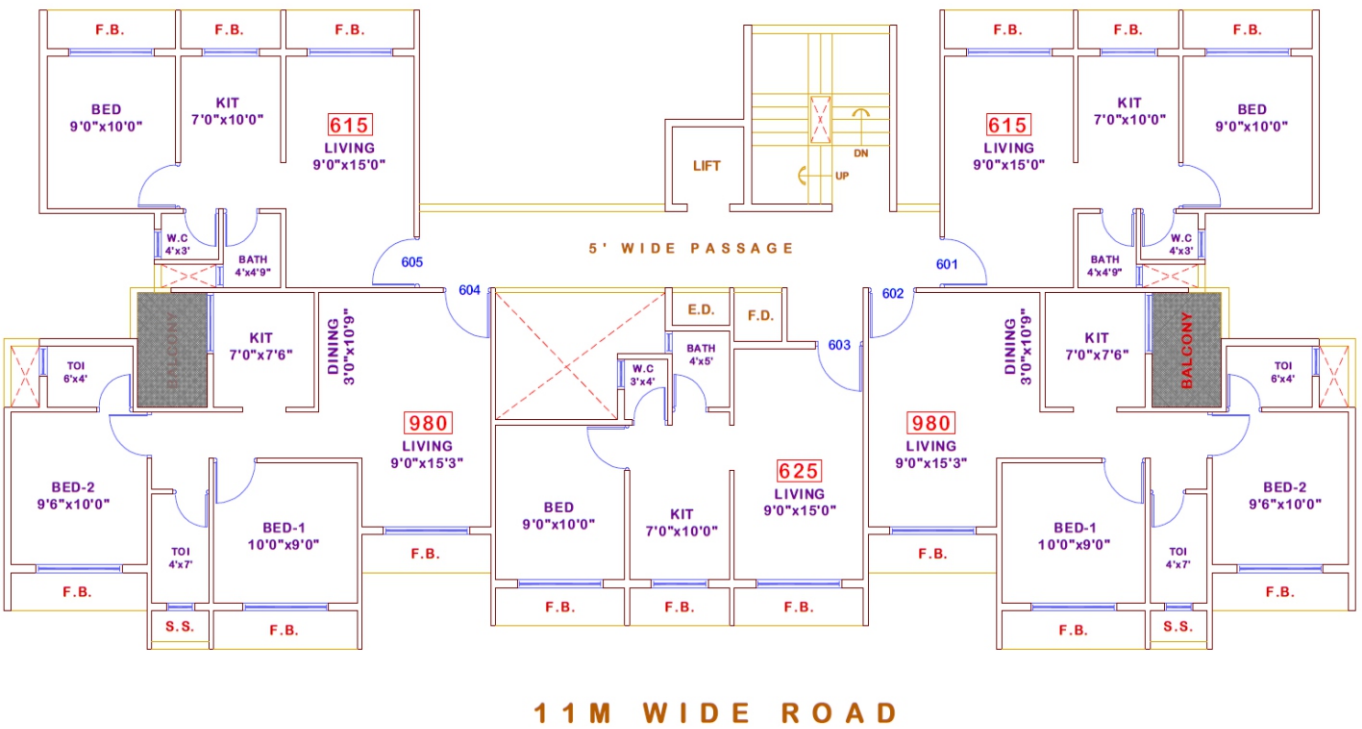 F.B.
F.B.
F.B.
F.B.
F.B.
F.B.
BED
9'0"x10'0"
KIT
7'0"x10'0"
615
LIVING
9'0"x15'0"
LIFT
DN
UP
615
LIVING
9'0"x15'0"
KIT
7'0"x10'0"
BED
9'0"x10'0"
W.C
4'x3'
BATH
4'x4'9"
605
604
5' WIDE PASSAGE
601
602
603
BATH
4'x4'9"
W.C
4'x3'
BALCONY
KIT
7'0"x7'6"
DINING
3'0"x10'9"
E.D.
F.D.
BATH
4'x5'
W.C
3'x4'
DINING
3'0"x10'9"
KIT
7'0"x7'6"
BALCONY
TOI
6'x4'
TOI
6'x4'
980
LIVING
9'0"x15'3"
625
LIVING
9'0"x15'0"
980
LIVING
9'0"x15'3"
BED-2
9'6"x10'0"
BED-1
10'0"x9'0"
TOI
4'x7'
BED
9'0"x10'0"
KIT
7'0"x10'0"
BED-1
10'0"x9'0"
TOI
4'x7'
BED-2
9'6"x10'0"
F.B.
S.S.
F.B.
F.B.
F.B.
F.B.
F.B.
F.B.
F.B.
S.S.
F.B.
11M WIDE ROAD